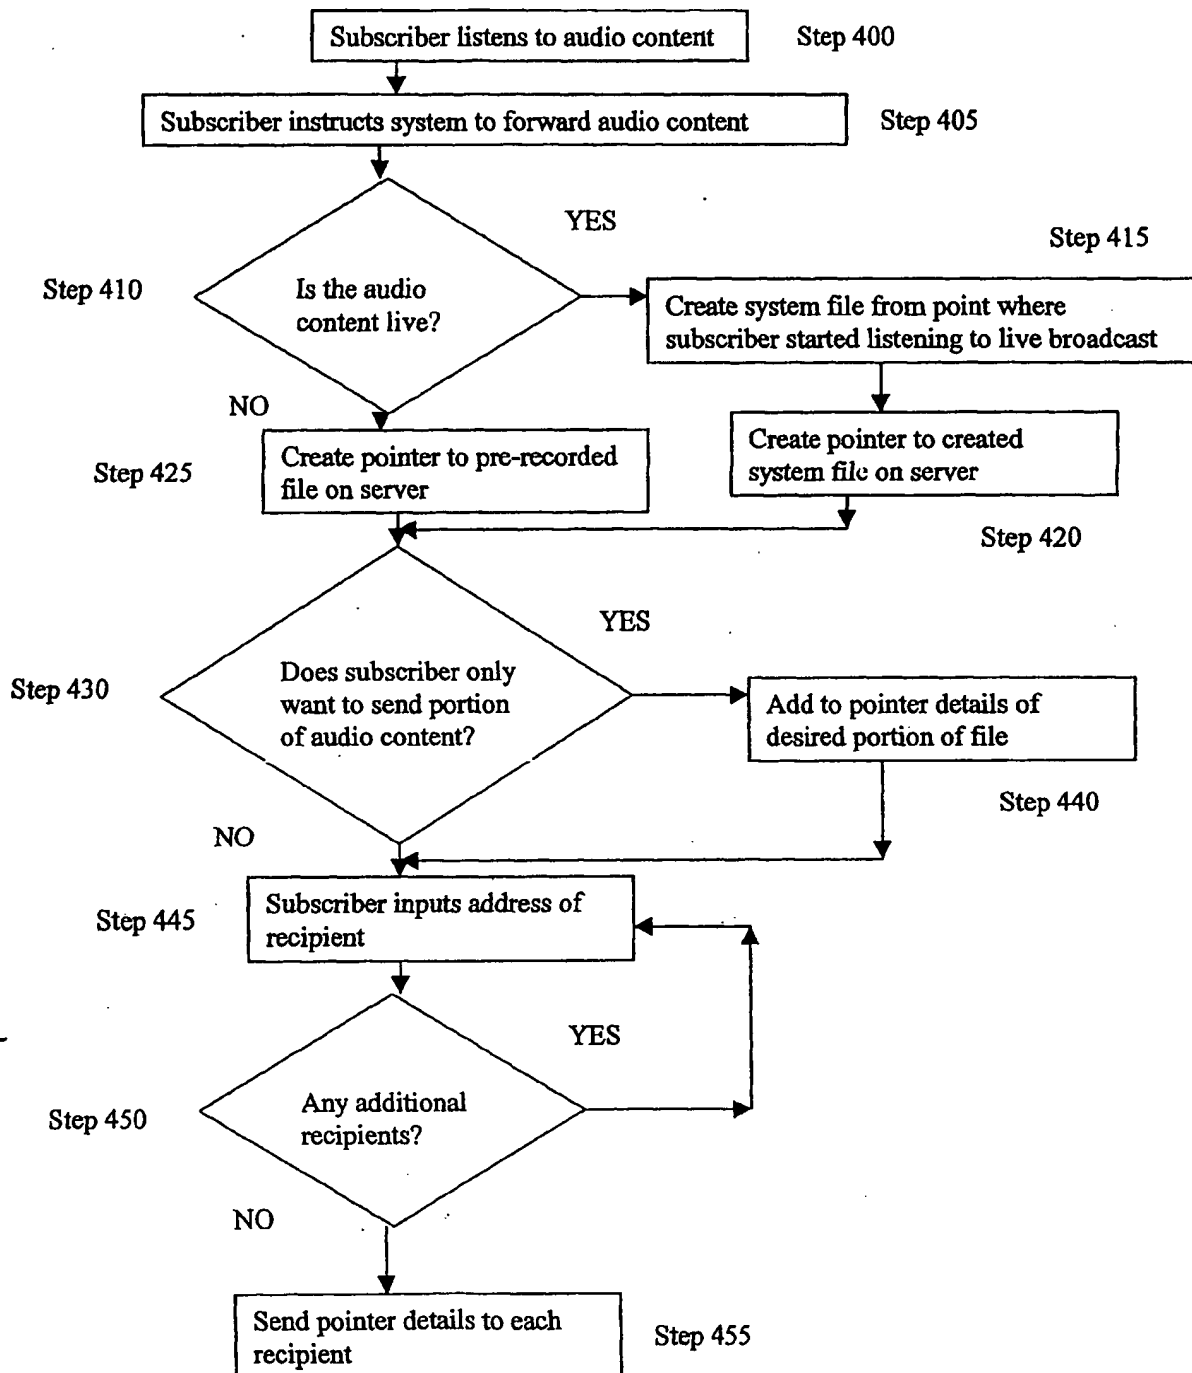 Subscriber listens to audio content
Step 400
Subscriber instructs system to forward audio content
Step 405
YES
Step 415
Step 410
Is the audio
content live?
Create system file from point where
subscriber started listening to live broadcast
NO
Step 425
Create pointer to pre-recorded
file on server
Create pointer to created
system file on server
Step 420
YES
Step 430
Does subscriber only
want to send portion
of audio content?
Add to pointer details of
desired portion of file
Step 440
NO
Step 445
Subscriber inputs address of
recipient
YES
Step 450
Any additional
recipients?
NO
Send pointer details to each
recipient
Step 455